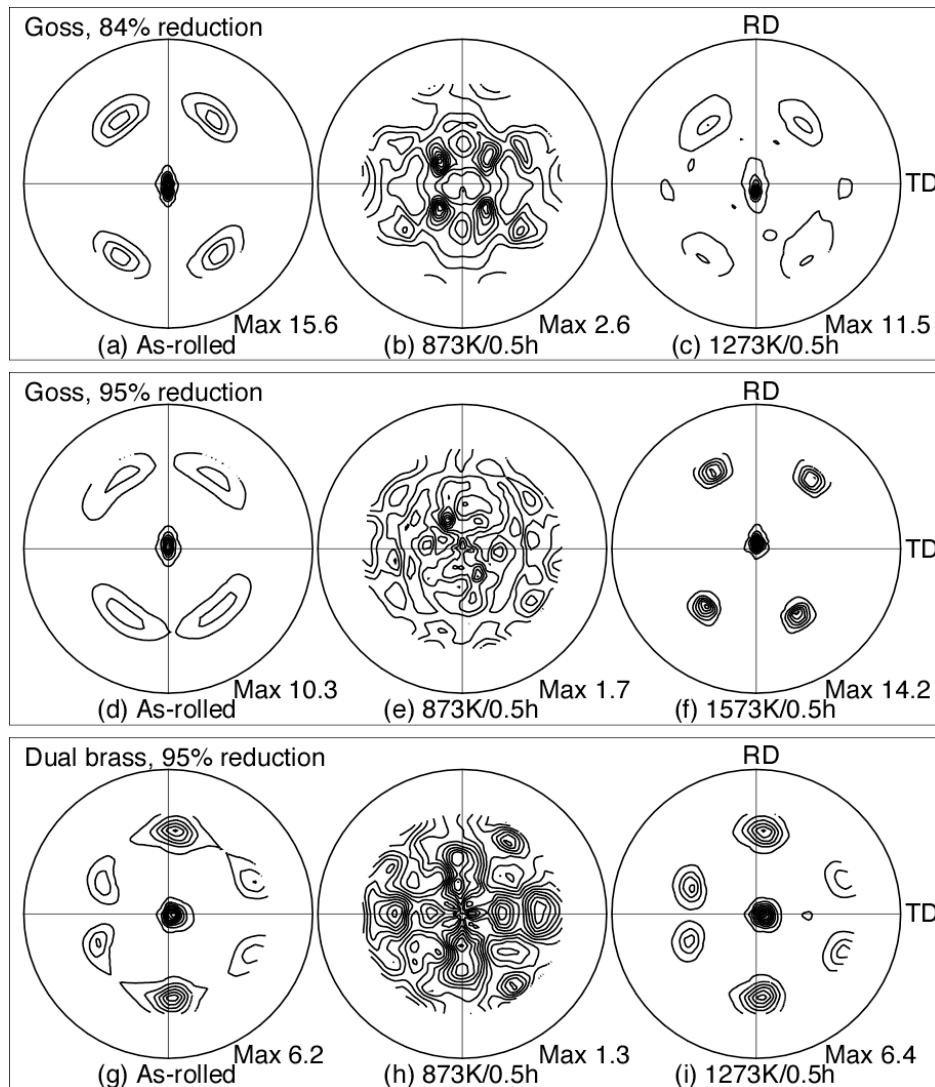 Goss, 84% reduction
RD
TD
Max 15.6
Max 2.6
Max 11.5
(a) As-rolled
(b) 873K/0.5h
(c) 1273K/0.5h
Goss, 95% reduction
RD
TD
Max 10.3
Max 1.7
Max 14.2
(d) As-rolled
(e) 873K/0.5h
(f) 1573K/0.5h
Dual brass, 95% reduction
RD
TD
Max 6.2
Max 1.3
Max 6.4
(g) As-rolled
(h) 873K/0.5h
(i) 1273K/0.5h